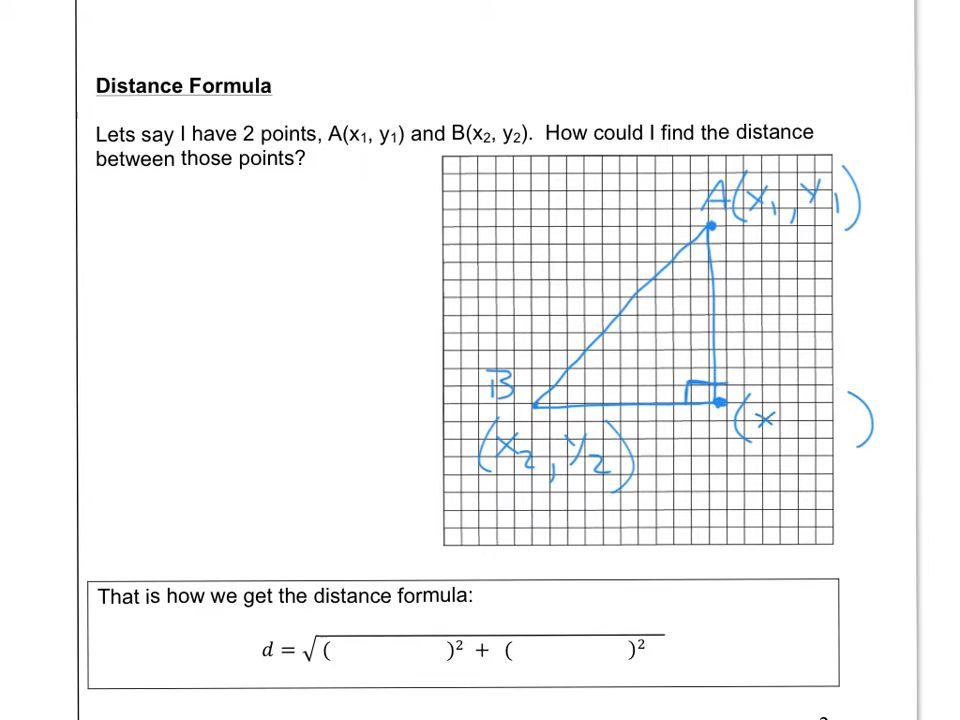 Distance Formula
Lets say I have 2 points, A(x₁, y₁) and B(x₂, y₂).  How could I find the distance
between those points?
A(x₁, y₁)
B
(x      )
(x₂, y₂)
That is how we get the distance formula:
d = √(          )² + (          )²